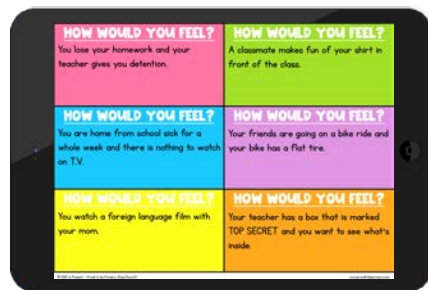 HOW WOULD YOU FEEL?
You lose your homework and your
teacher gives you detention.
HOW WOULD YOU FEEL?
A classmate makes fun of your shirt in
front of the class.
HOW WOULD YOU FEEL?
You are home from school sick for a
whole week and there is nothing to watch
on T.V.
HOW WOULD YOU FEEL?
Your friends are going on a bike ride and
your bike has a flat tire.
HOW WOULD YOU FEEL?
You watch a foreign language film with
your mom.
HOW WOULD YOU FEEL?
Your teacher has a box that is marked
TOP SECRET and you want to see what's
inside.